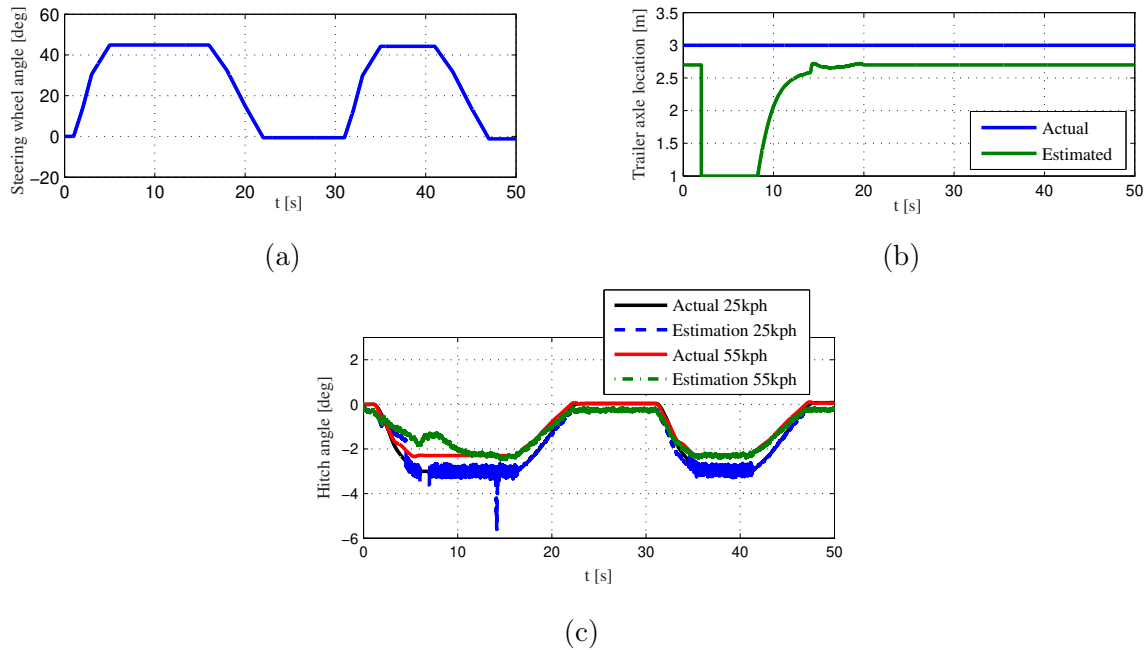 Steering wheel angle [deg]
60
40
20
0
−20
0 10 20 30 40 50
t [s]
(a)
Trailer axle location [m]
3.5
3
2.5
2
1.5
1
0 10 20 30 40 50
t [s]
Actual
Estimated
(b)
Actual 25kph
Estimation 25kph
Actual 55kph
Estimation 55kph
Hitch angle [deg]
2
0
−2
−4
−6
0 10 20 30 40 50
t [s]
(c)